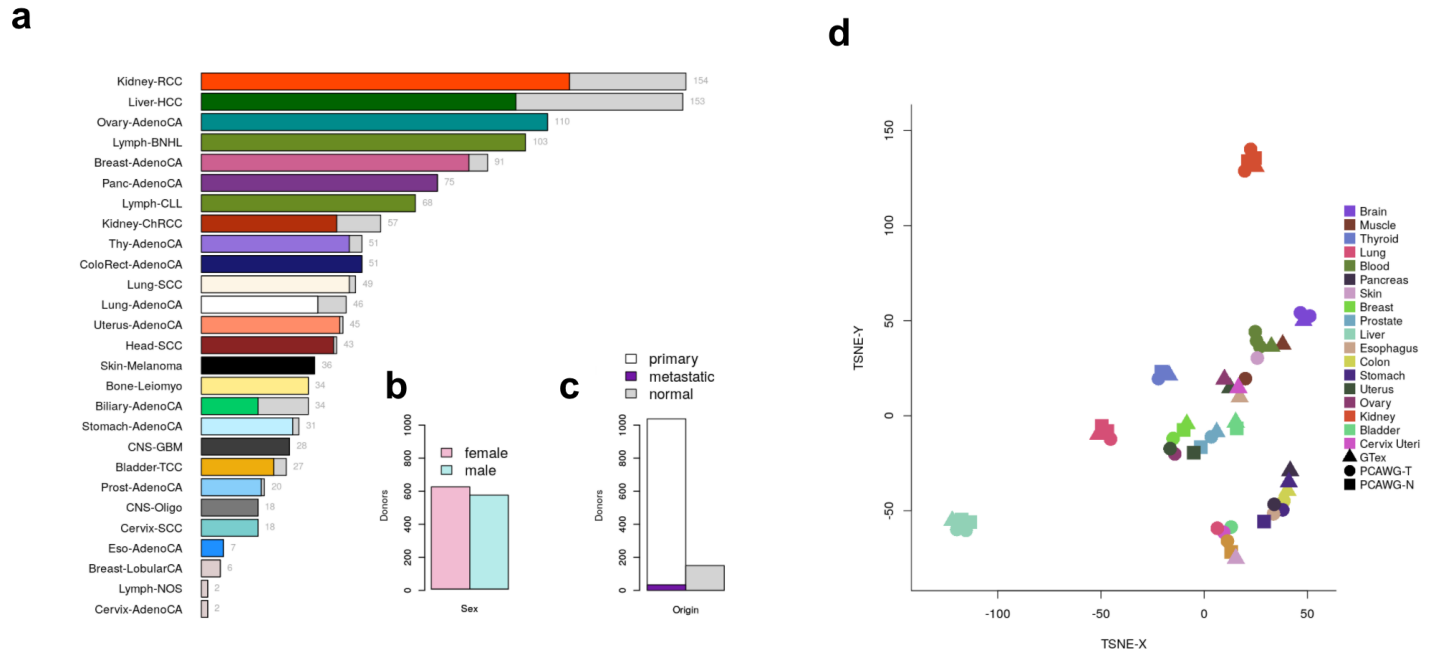 a
Kidney-RCC 154
Liver-HCC 153
Ovary-AdenoCA 110
Lymph-BNHL 103
Breast-AdenoCA 91
Panc-AdenoCA 75
Lymph-CLL 68
Kidney-ChRCC 57
Thy-AdenoCA 51
ColoRect-AdenoCA 51
Lung-SCC 49
Lung-AdenoCA 46
Uterus-AdenoCA 45
Head-SCC 43
Skin-Melanoma 36
Bone-Leiomyo 34
Biliary-AdenoCA 34
Stomach-AdenoCA 31
CNS-GBM 28
Bladder-TCC 27
Prost-AdenoCA 20
CNS-Oligo 18
Cervix-SCC 18
Eso-AdenoCA 7
Breast-LobularCA 6
Lymph-NOS 2
Cervix-AdenoCA 2
b
female
male
1000
800
600
400
200
0
Donors
Sex
c
primary
metastatic
normal
1000
800
600
400
200
0
Donors
Origin
d
150
100
50
0
-50
TSNE-Y
-100 -50 0 50
TSNE-X
Brain
Muscle
Thyroid
Lung
Blood
Pancreas
Skin
Breast
Prostate
Liver
Esophagus
Colon
Stomach
Uterus
Ovary
Kidney
Bladder
Cervix Uteri
GTex
PCAWG-T
PCAWG-N